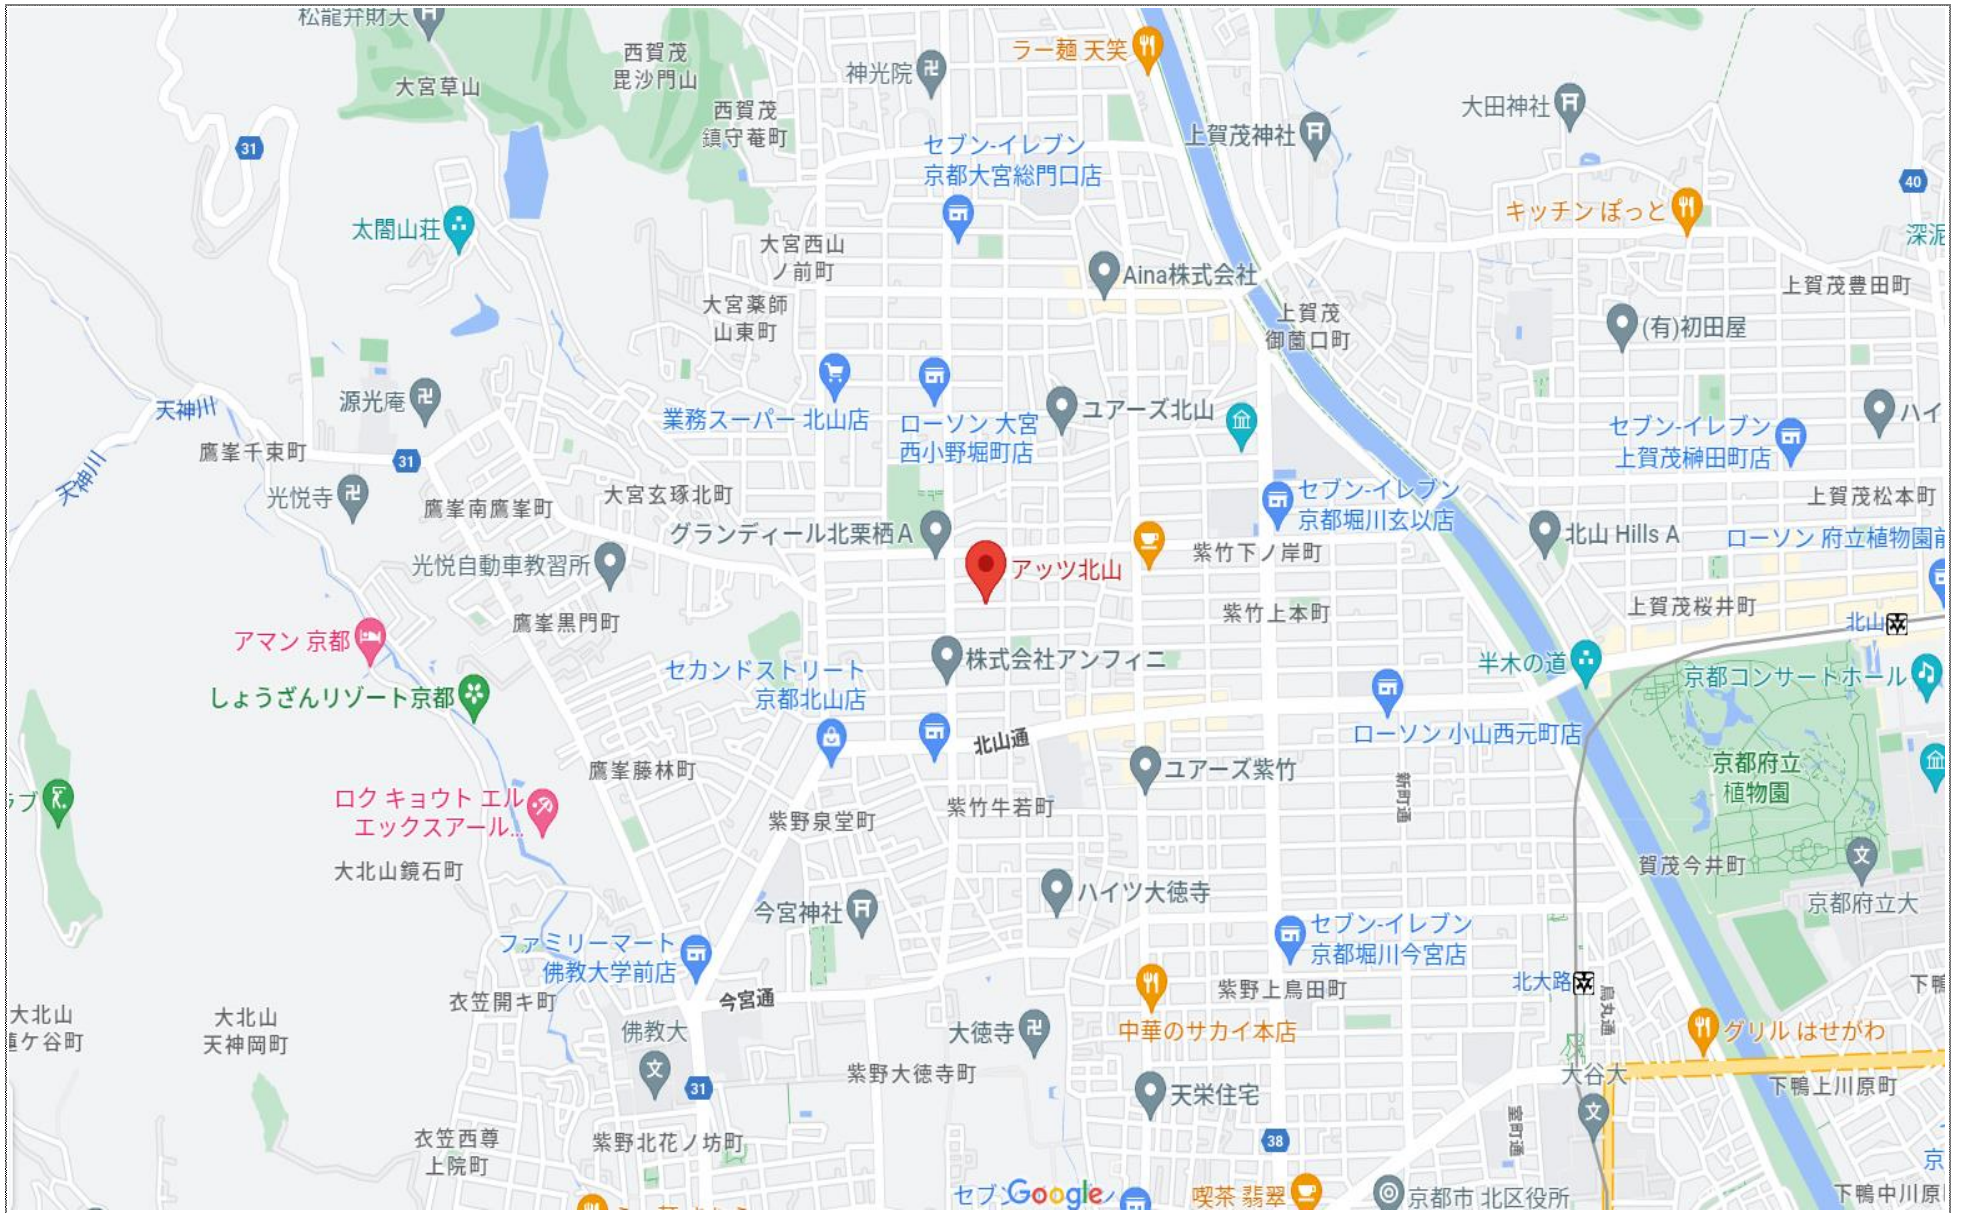 松龍弁財天
大宮草山
西賀茂
毘沙門山
神光院
ラー麺 天笑
西賀茂
鎮守菴町
上賀茂神社
大田神社
31
セブン-イレブン
京都大宮総門口店
40
太閤山荘
キッチン ぽっと
大宮西山
ノ前町
Aina株式会社
上賀茂豊田町
大宮薬師
山東町
上賀茂
御薗口町
(有)初田屋
源光庵
天神川
業務スーパー 北山店
ローソン 大宮
西小野堀町店
ユアーズ北山
セブン-イレブン
上賀茂榊田町店
ハイ
鷹峯千束町
31
天神川
光悦寺
鷹峯南鷹峯町
大宮玄琢北町
セブン-イレブン
京都堀川玄以店
上賀茂松本町
グランディール北栗栖A
北山 Hills A
ローソン 府立植物園前
光悦自動車教習所
アッツ北山
紫竹下ノ岸町
鷹峯黒門町
紫竹上本町
上賀茂桜井町
北山
アマン 京都
株式会社アンフィニ
半木の道
京都コンサートホール
セカンドストリート
京都北山店
しょうざんリゾート京都
北山通
ローソン 小山西元町店
鷹峯藤林町
ユアーズ紫竹
新町通
京都府立
植物園
ロク キョウト エル
エックスアール...
紫野泉堂町
紫竹牛若町
大北山鏡石町
賀茂今井町
ハイツ大徳寺
今宮神社
京都府立大
セブン-イレブン
京都堀川今宮店
ファミリーマート
佛教大学前店
衣笠開キ町
今宮通
紫野上鳥田町
北大路
烏丸通
大北山
大北山
天神岡町
佛教大
大徳寺
中華のサカイ本店
グリル はせがわ
紫野大徳寺町
31
大谷大
下鴨上川原町
天栄住宅
衣笠西尊
上院町
紫野北花ノ坊町
38
室町通
Google
喫茶 翡翠
京都市 北区役所
下鴨中川原